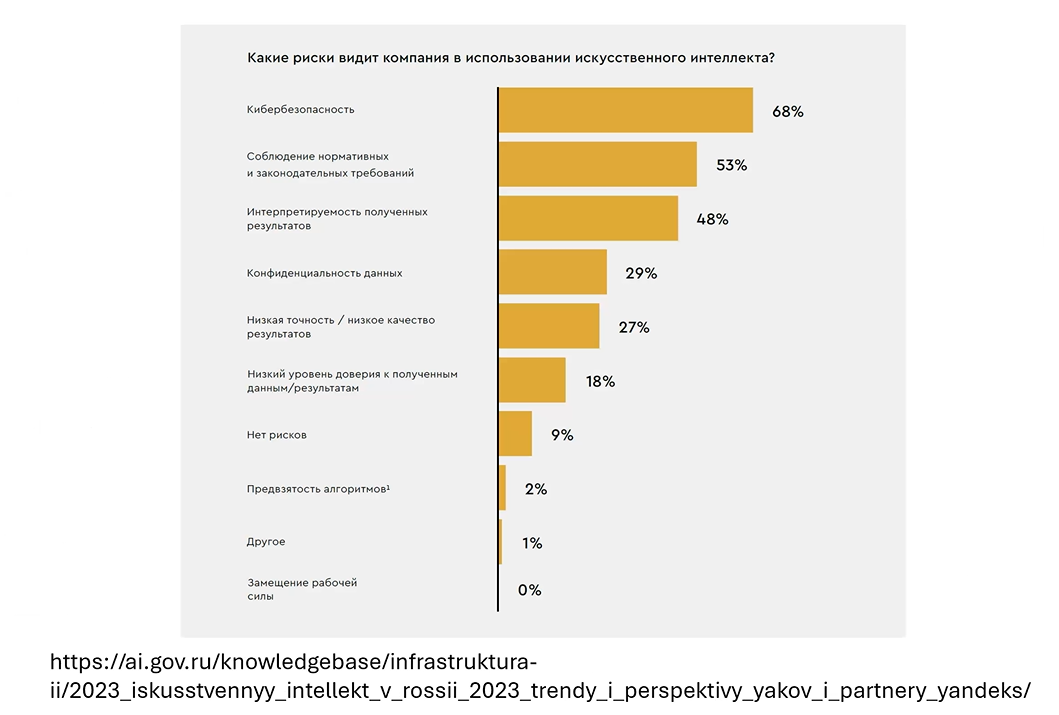 Какие риски видит компания в использовании искусственного интеллекта?
Кибербезопасность
68%
Соблюдение нормативных
и законодательных требований
53%
Интерпретируемость полученных
результатов
48%
Конфиденциальность данных
29%
Низкая точность / низкое качество
результатов
27%
Низкий уровень доверия к полученным
данным/результатам
18%
Нет рисков
9%
Предвзятость алгоритмов¹
2%
Другое
1%
Замещение рабочей
силы
0%
https://ai.gov.ru/knowledgebase/infrastruktura-
ii/2023_iskusstvennyy_intellekt_v_rossii_2023_trendy_i_perspektivy_yakov_i_partnery_yandeks/